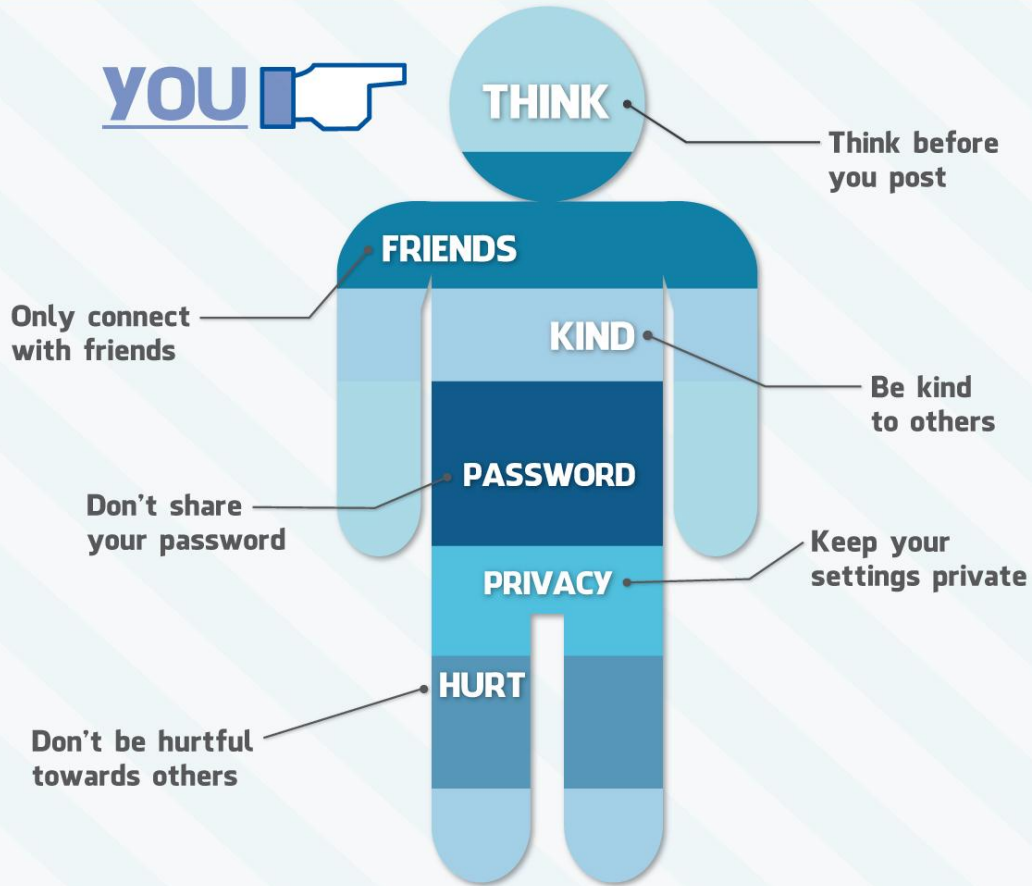 YOU
THINK
Think before
you post
FRIENDS
Only connect
with friends
KIND
Be kind
to others
PASSWORD
Don't share
your password
PRIVACY
Keep your
settings private
HURT
Don't be hurtful
towards others